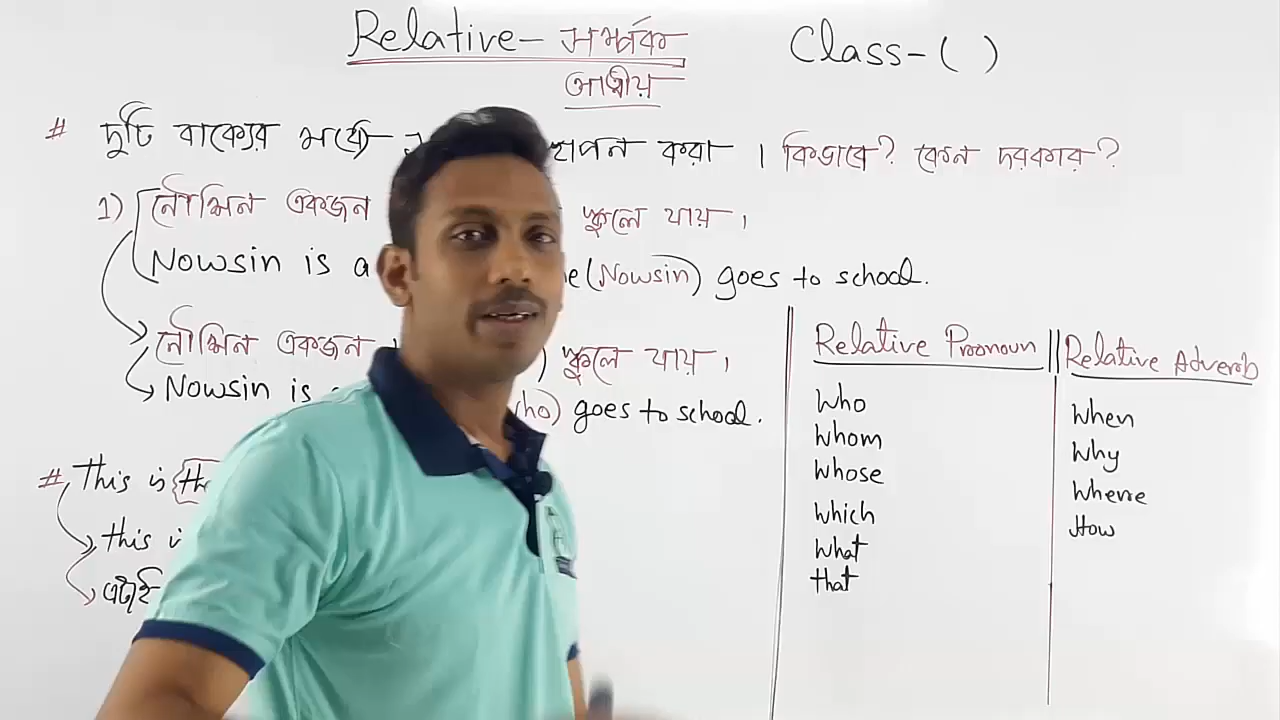 Relative - সম্পর্ক
আত্মীয়
Class - ( )
# দুটি বাক্যের মধ্যে স্থাপন করা । কিভাবে? কেন দরকার?
1) নৌসিন একজন স্কুলে যায় ।
Nowsin is a (Nowsin) goes to school.
নৌসিন একজন ) স্কুলে যায় ।
Nowsin is ho) goes to school.
# This is
this is
এটাই
Relative Pronoun
Who
Whom
Whose
Which
What
that
Relative Adverb
When
Why
Where
How